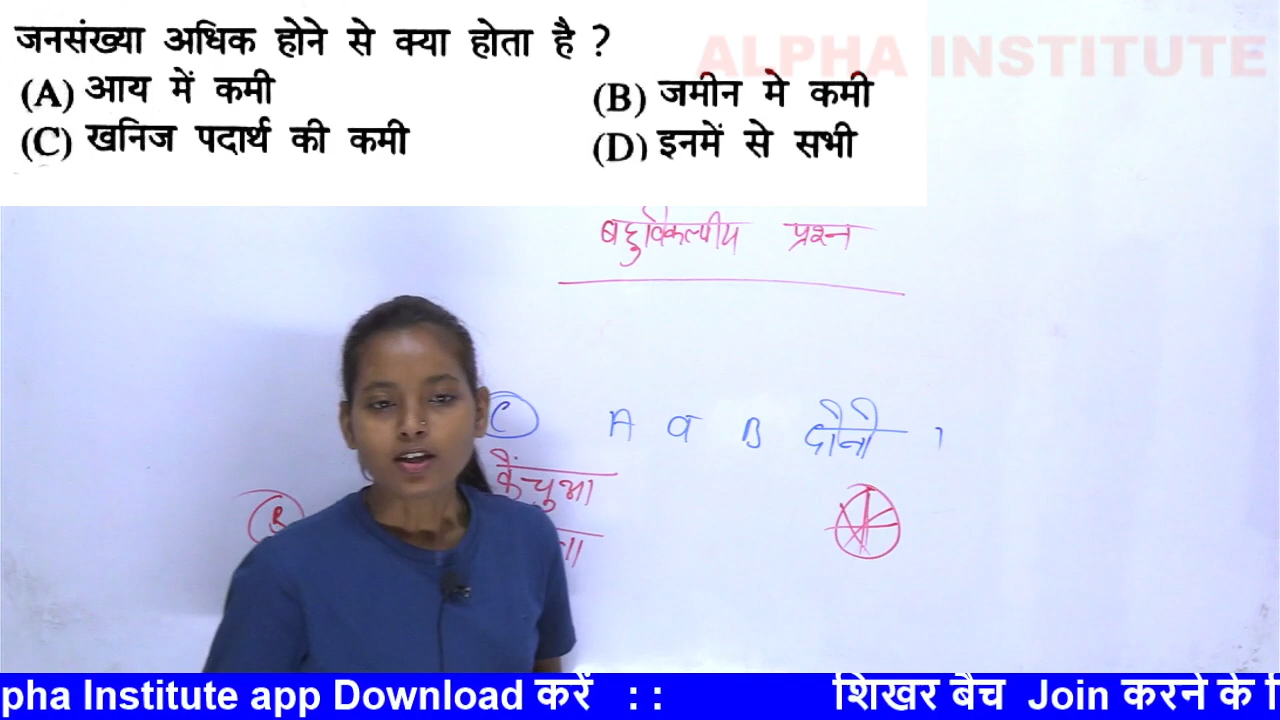 जनसंख्या अधिक होने से क्या होता है ?
ALPHA INSTITUTE
(A) आय में कमी
(B) जमीन मे कमी
(C) खनिज पदार्थ की कमी
(D) इनमें से सभी
बहुविकल्पीय प्रश्न
C A व B दोनों
कैंचुआ
B
pha Institute app Download करें : : शिखर बैच Join करने के